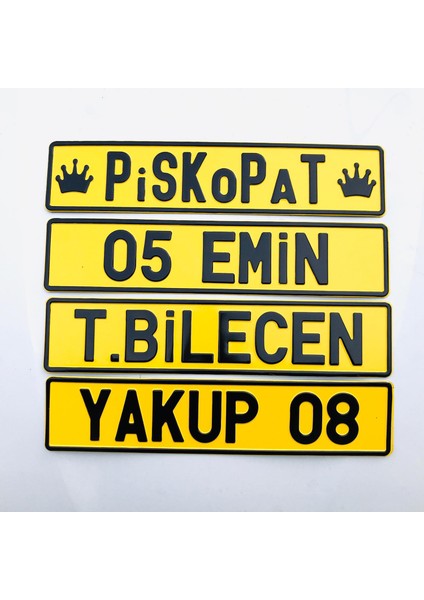 PiSKoPaT
05 EMiN
T.BiLECEN
YAKUP 08